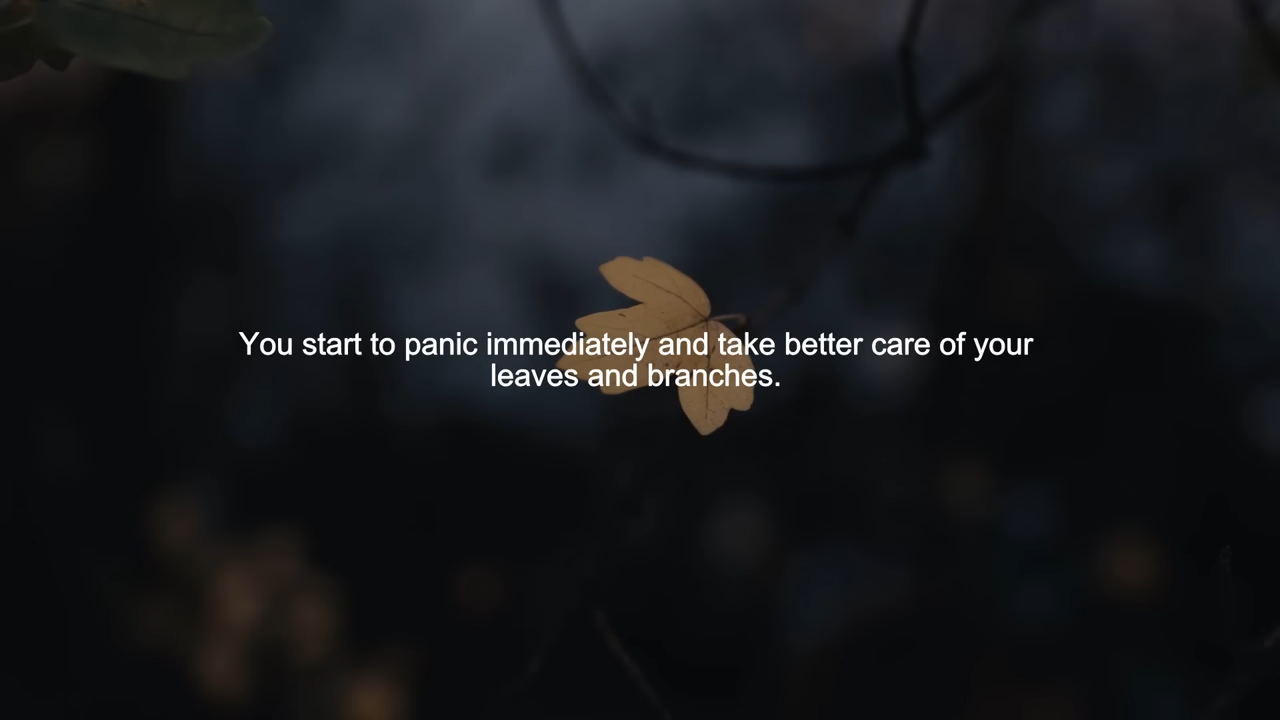 You start to panic immediately and take better care of your
leaves and branches.